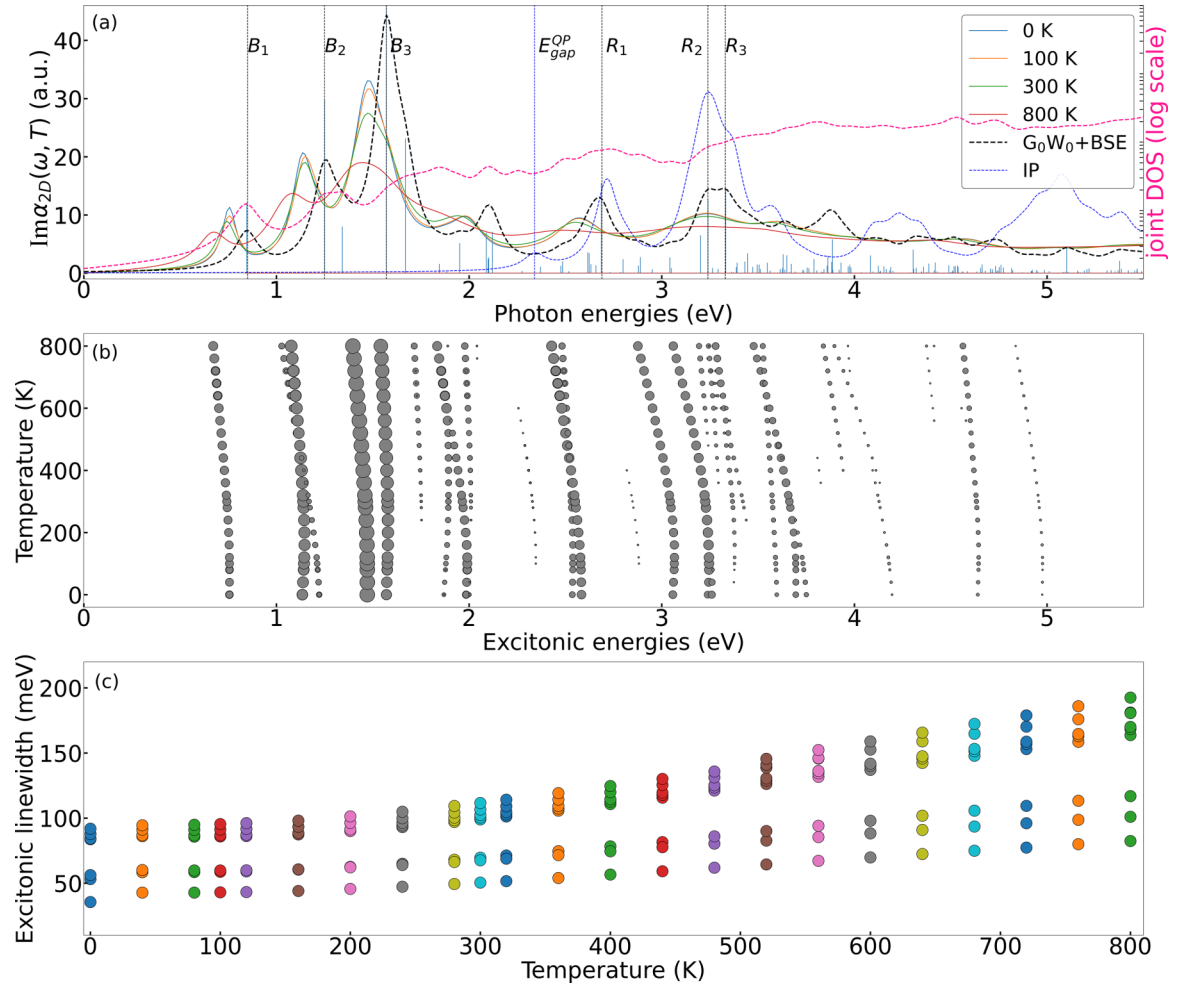 (a)
B₁
B₂
B₃
E_gap^QP
R₁
R₂
R₃
0 K
100 K
300 K
800 K
G₀W₀+BSE
IP
Imα₂D(ω, T) (a.u.)
40
30
20
10
0
joint DOS (log scale)
0 1 2 3 4 5
Photon energies (eV)
(b)
Temperature (K)
800
600
400
200
0
0 1 2 3 4 5
Excitonic energies (eV)
(c)
Excitonic linewidth (meV)
200
150
100
50
0 100 200 300 400 500 600 700 800
Temperature (K)